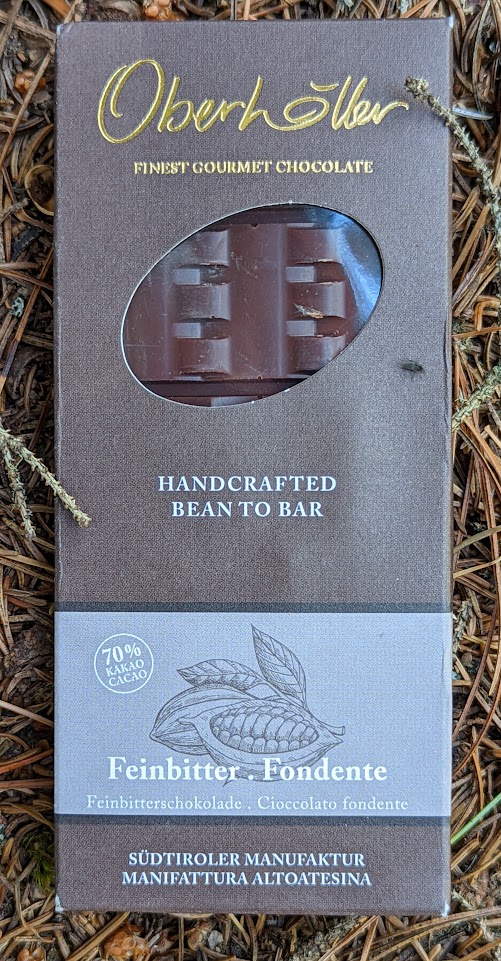 Oberhöller
FINEST GOURMET CHOCOLATE
HANDCRAFTED
BEAN TO BAR
70%
KAKAO
CACAO
Feinbitter . Fondente
Feinbitterschokolade . Cioccolato fondente
SÜDTIROLER MANUFAKTUR
MANIFATTURA ALTOATESINA